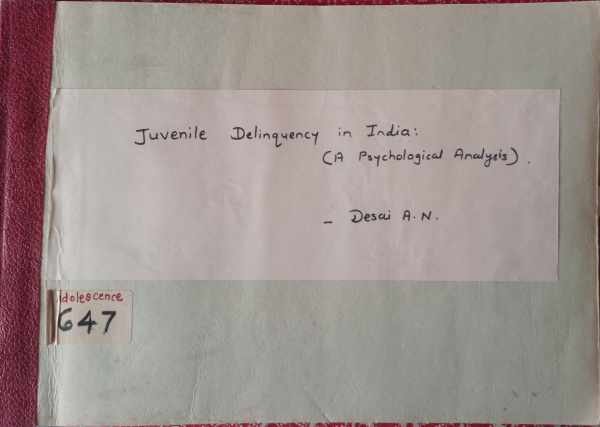 Juvenile Delinquency in India:
(A Psychological Analysis).
- Desai A.N.
adolescence
647